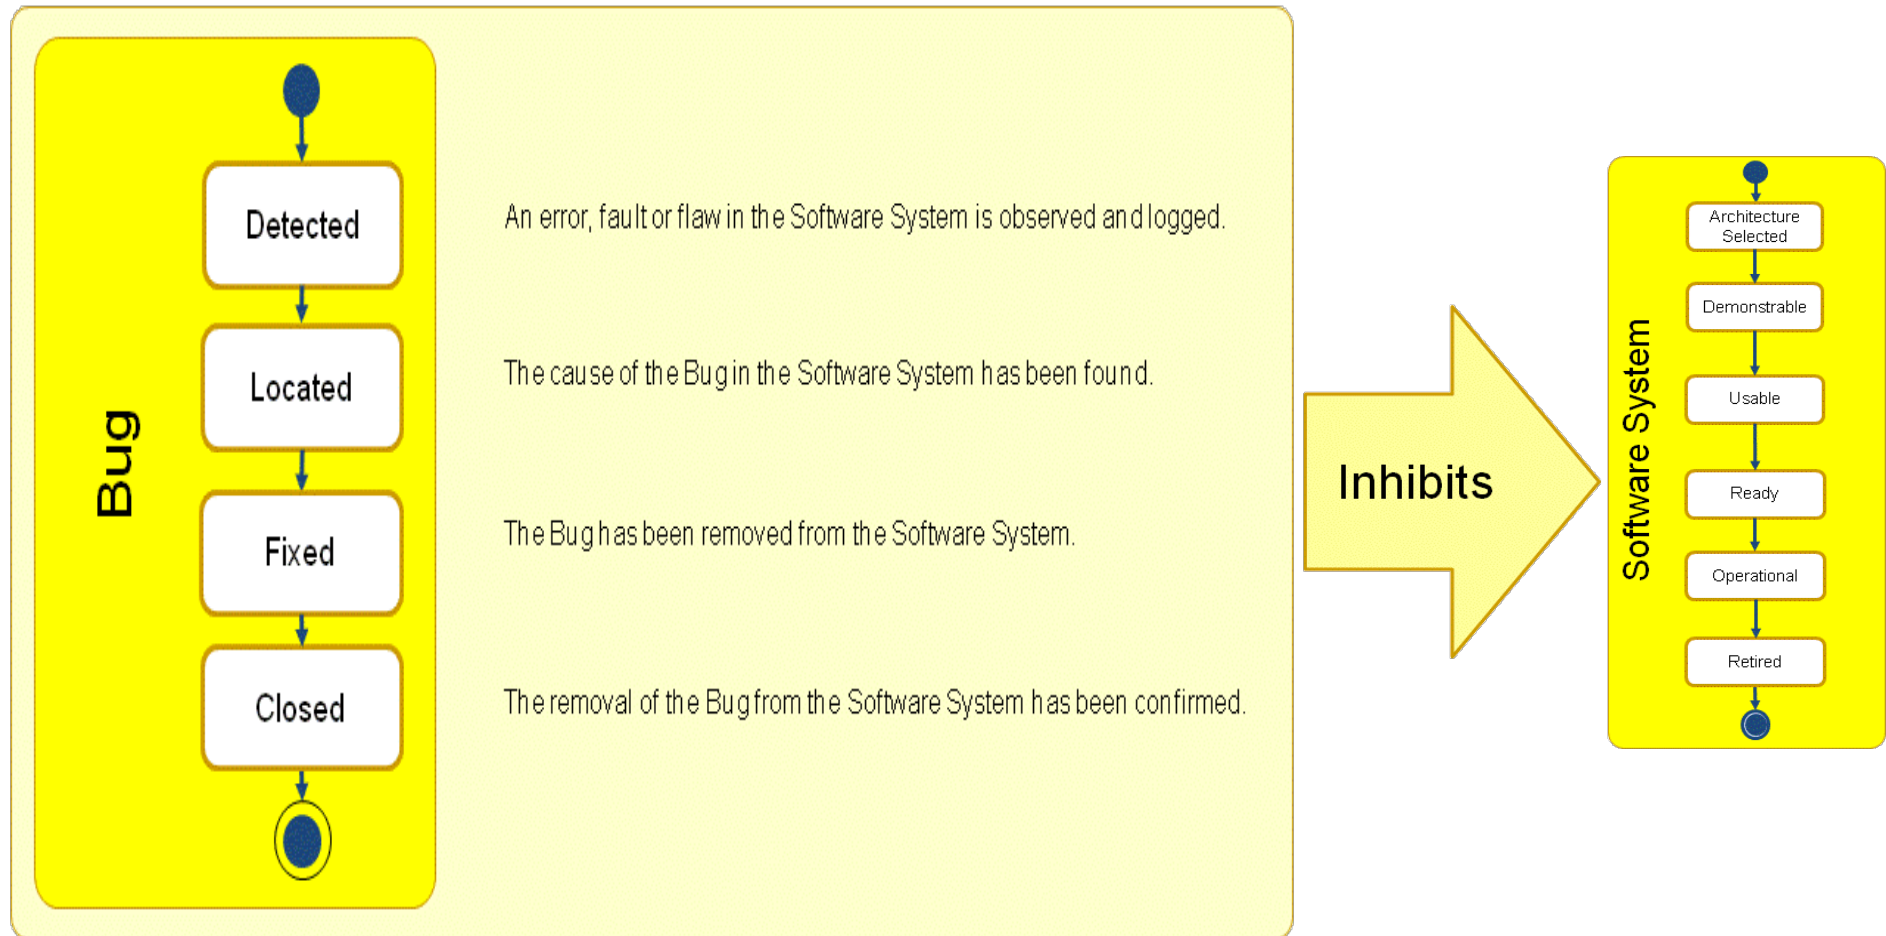 Bug
Detected
An error, fault or flaw in the Software System is observed and logged.
Located
The cause of the Bug in the Software System has been found.
Fixed
The Bug has been removed from the Software System.
Closed
The removal of the Bug from the Software System has been confirmed.
Inhibits
Software System
Architecture
Selected
Demonstrable
Usable
Ready
Operational
Retired